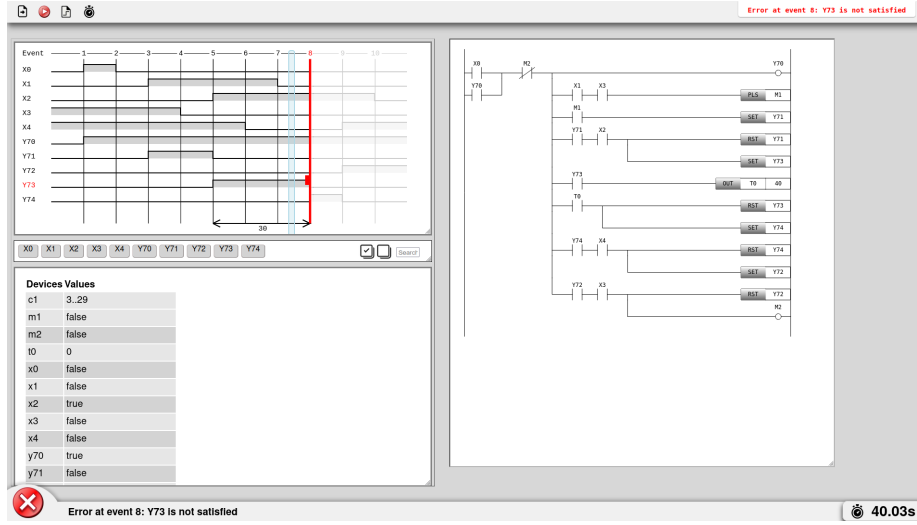 Error at event 8: Y73 is not satisfied
Event 1 2 3 4 5 6 7 8 9 10
X0
X1
X2
X3
X4
Y70
Y71
Y72
Y73
Y74
30
X0 X1 X2 X3 X4 Y70 Y71 Y72 Y73 Y74 Search
Devices Values
c1 3..29
m1 false
m2 false
t0 0
x0 false
x1 false
x2 true
x3 false
x4 false
y70 true
y71 false
X0 M2 Y70
Y70
X1 X3 PLS M1
M1 SET Y71
Y71 X2 RST Y71
SET Y73
Y73 OUT T0 40
T0 RST Y73
SET Y74
Y74 X4 RST Y74
SET Y72
Y72 X3 RST Y72
M2
Error at event 8: Y73 is not satisfied
40.03s